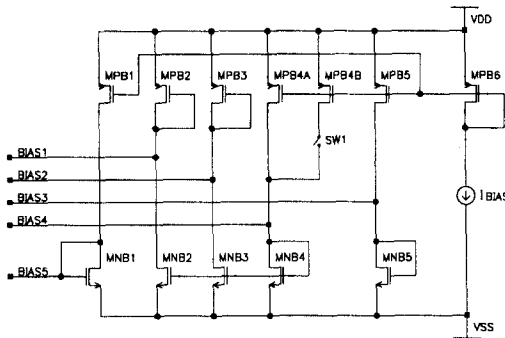 VDD
MPB1 MPB2 MPB3 MPB4A MPB4B MPB5 MPB6
SW1
BIAS1
BIAS2
BIAS3
BIAS4
I BIAS
MNB1 MNB2 MNB3 MNB4 MNB5
BIAS5
VSS